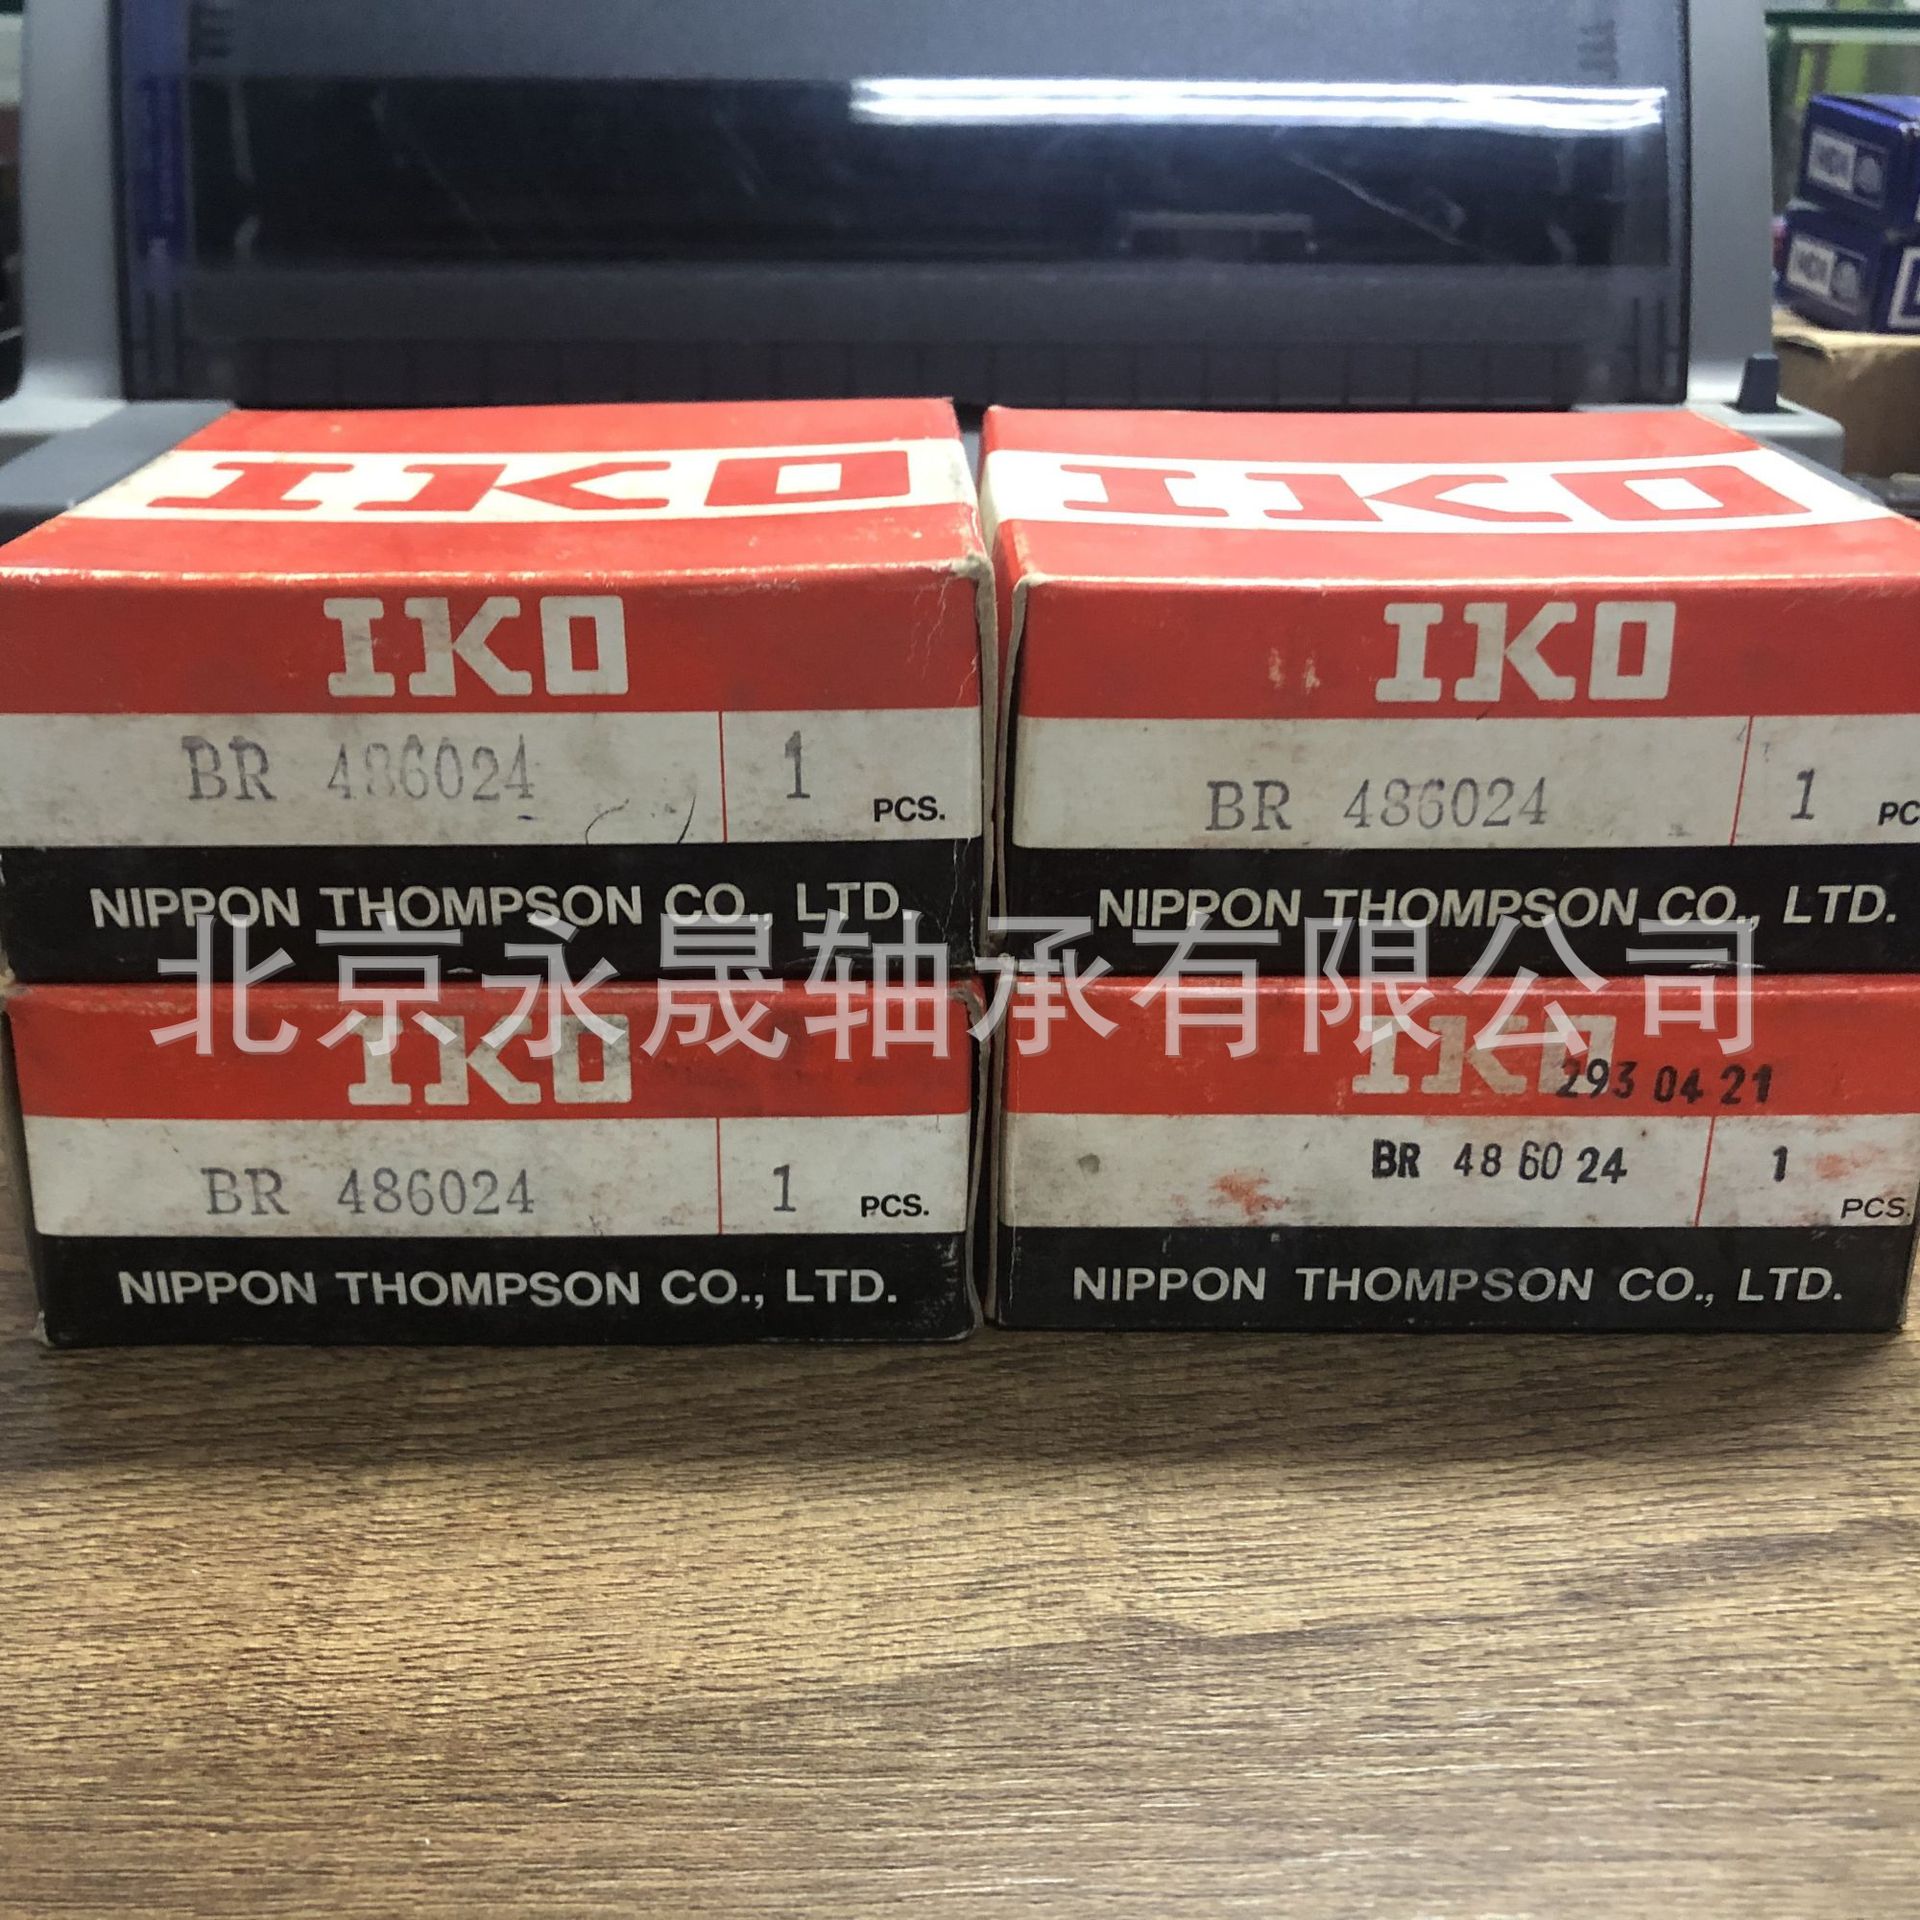 IKO
IKO
BR 486024 1 PCS.
NIPPON THOMPSON CO., LTD.
IKO
IKO
BR 486024 1 PC
NIPPON THOMPSON CO., LTD.
北京永晟轴承有限公司
IKO
BR 486024 1 PCS.
NIPPON THOMPSON CO., LTD.
IKO
293 04 21
BR 48 60 24 1 PCS.
NIPPON THOMPSON CO., LTD.